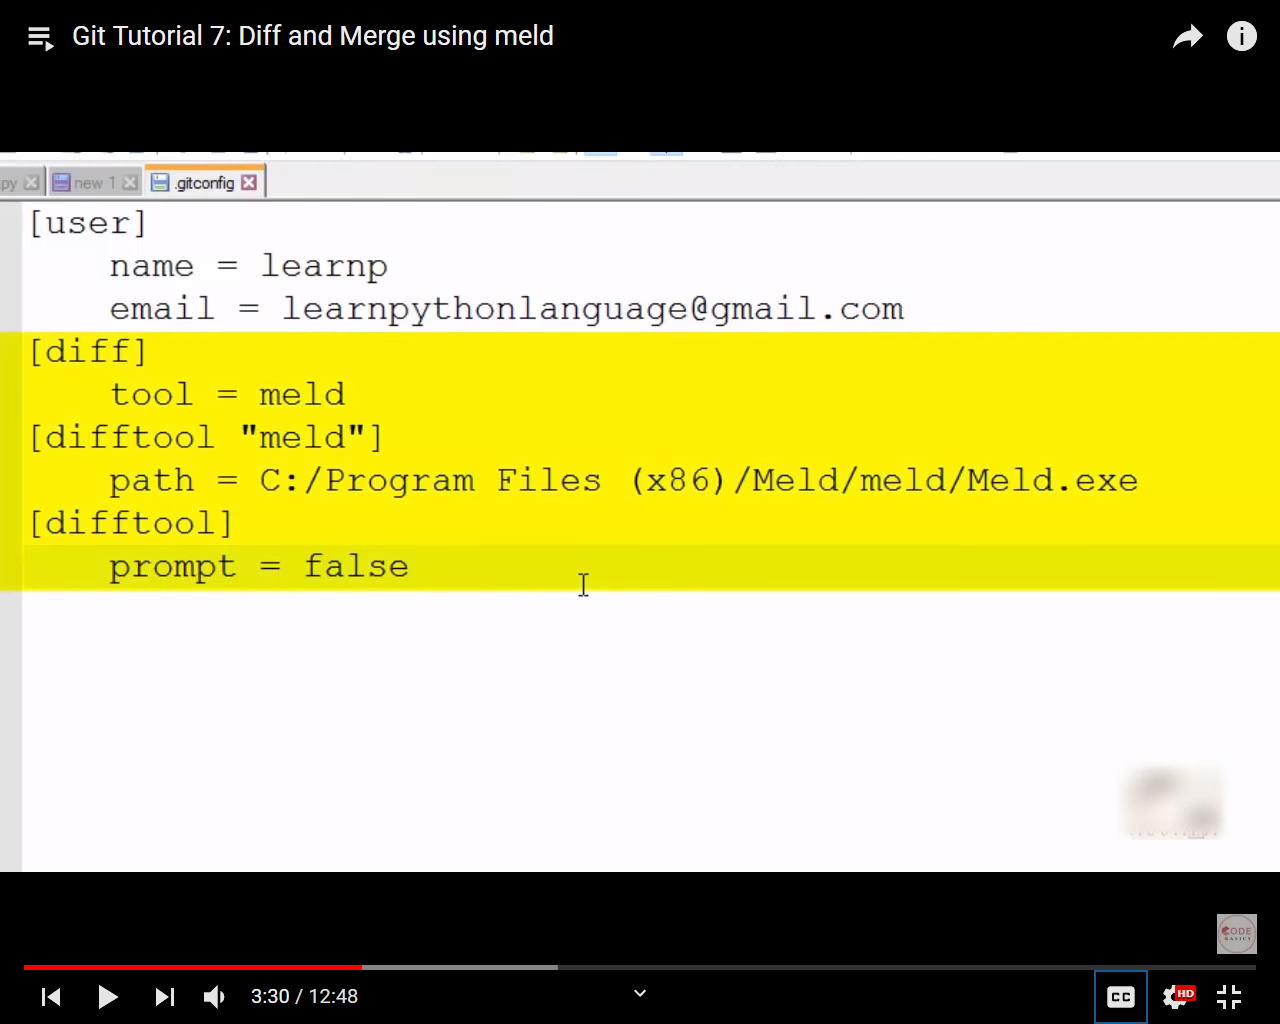 Git Tutorial 7: Diff and Merge using meld
py new 1 .gitconfig
[user]
name = learnp
email = learnpythonlanguage@gmail.com
[diff]
tool = meld
[difftool "meld"]
path = C:/Program Files (x86)/Meld/meld/Meld.exe
[difftool]
prompt = false
CODE
BASICS
3:30 / 12:48
CC
HD